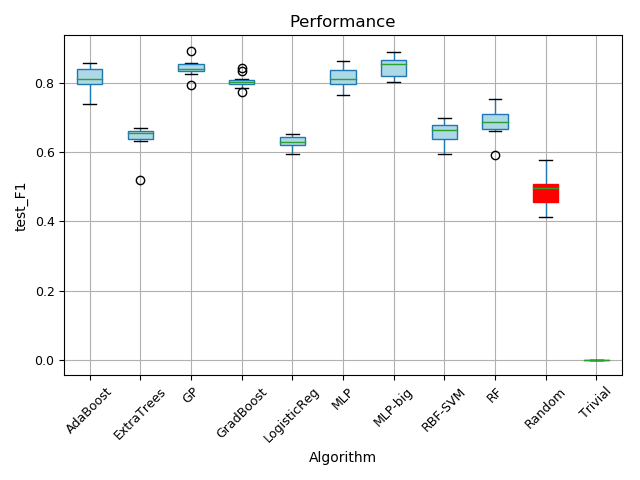 Performance
test_F1
0.8
0.6
0.4
0.2
0.0
AdaBoost
ExtraTrees
GP
GradBoost
LogisticReg
MLP
MLP-big
RBF-SVM
RF
Random
Trivial
Algorithm